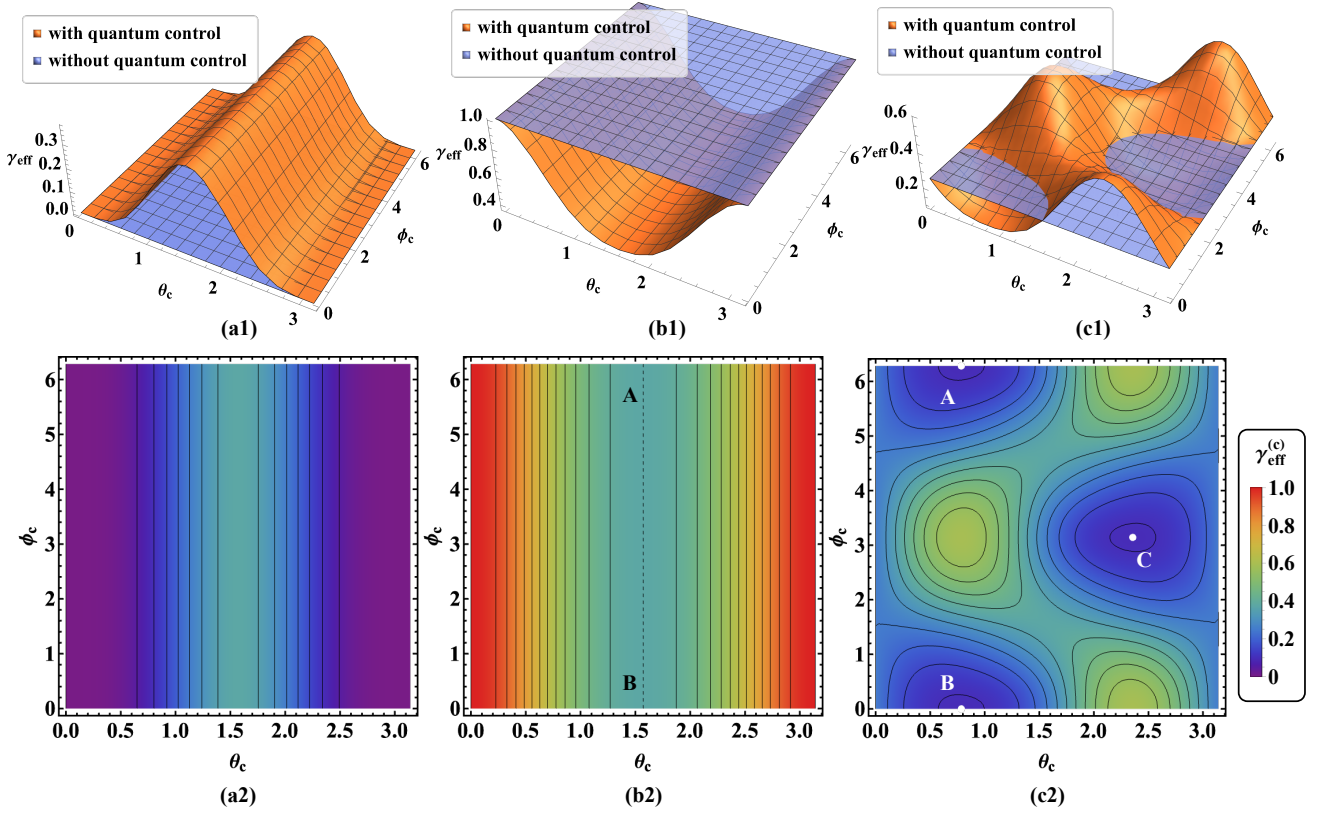 with quantum control
without quantum control
γeff
0.3
0.2
0.1
0.0
0
1
2
3
θc
0
2
4
6
ϕc
(a1)
with quantum control
without quantum control
γeff
1.0
0.8
0.6
0.4
0
1
2
3
θc
0
2
4
6
ϕc
(b1)
with quantum control
without quantum control
γeff
0.6
0.4
0.2
0
1
2
3
θc
0
2
4
6
ϕc
(c1)
ϕc
6
5
4
3
2
1
0
0.0 0.5 1.0 1.5 2.0 2.5 3.0
θc
(a2)
ϕc
6
5
4
3
2
1
0
A
B
0.0 0.5 1.0 1.5 2.0 2.5 3.0
θc
(b2)
ϕc
6
5
4
3
2
1
0
A
C
B
0.0 0.5 1.0 1.5 2.0 2.5 3.0
θc
(c2)
γeff(c)
1.0
0.8
0.6
0.4
0.2
0